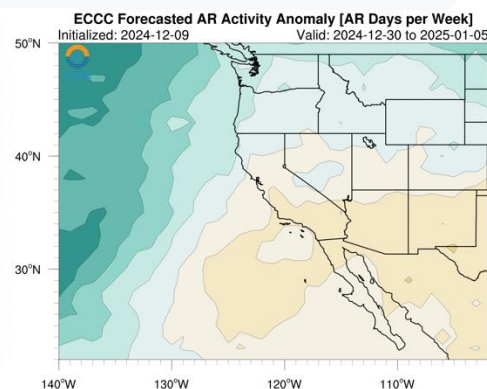 ECCC Forecasted AR Activity Anomaly [AR Days per Week]
Initialized: 2024-12-09
Valid: 2024-12-30 to 2025-01-05
50°N
40°N
30°N
140°W
130°W
120°W
110°W